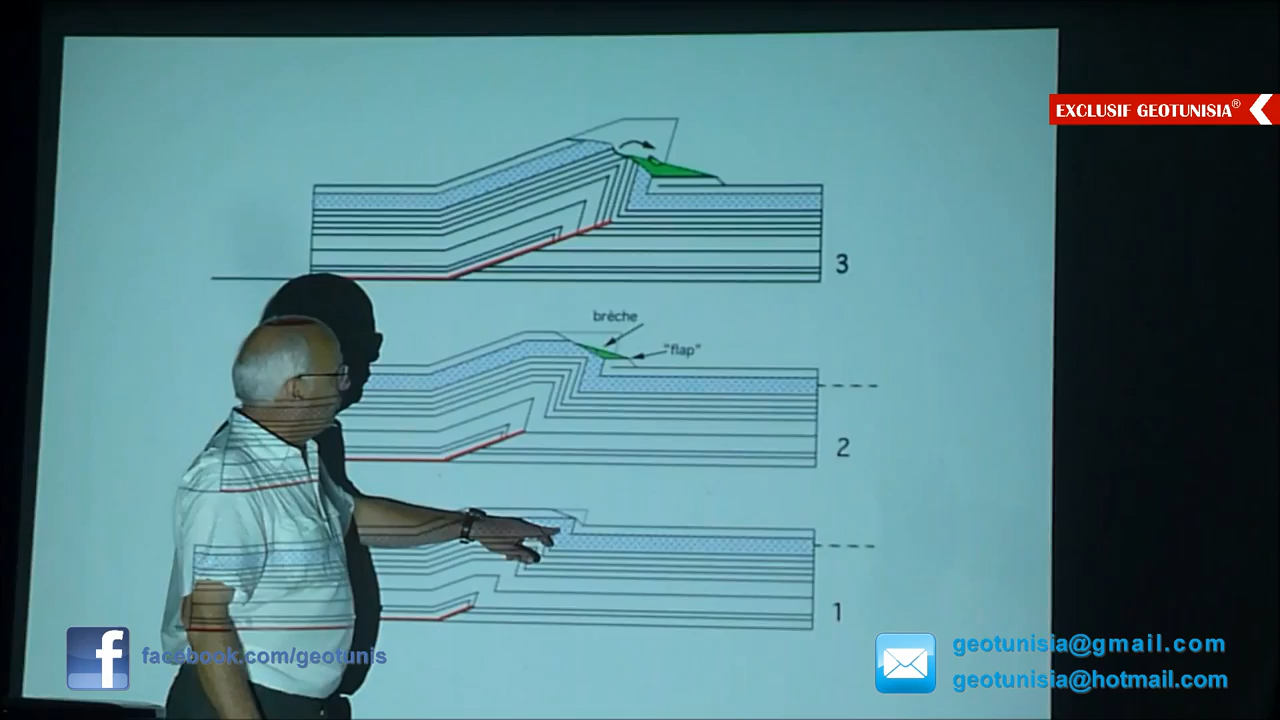 EXCLUSIF GEOTUNISIA®
3
brèche
"flap"
2
1
f
facebook.com/geotunis
geotunisia@gmail.com
geotunisia@hotmail.com